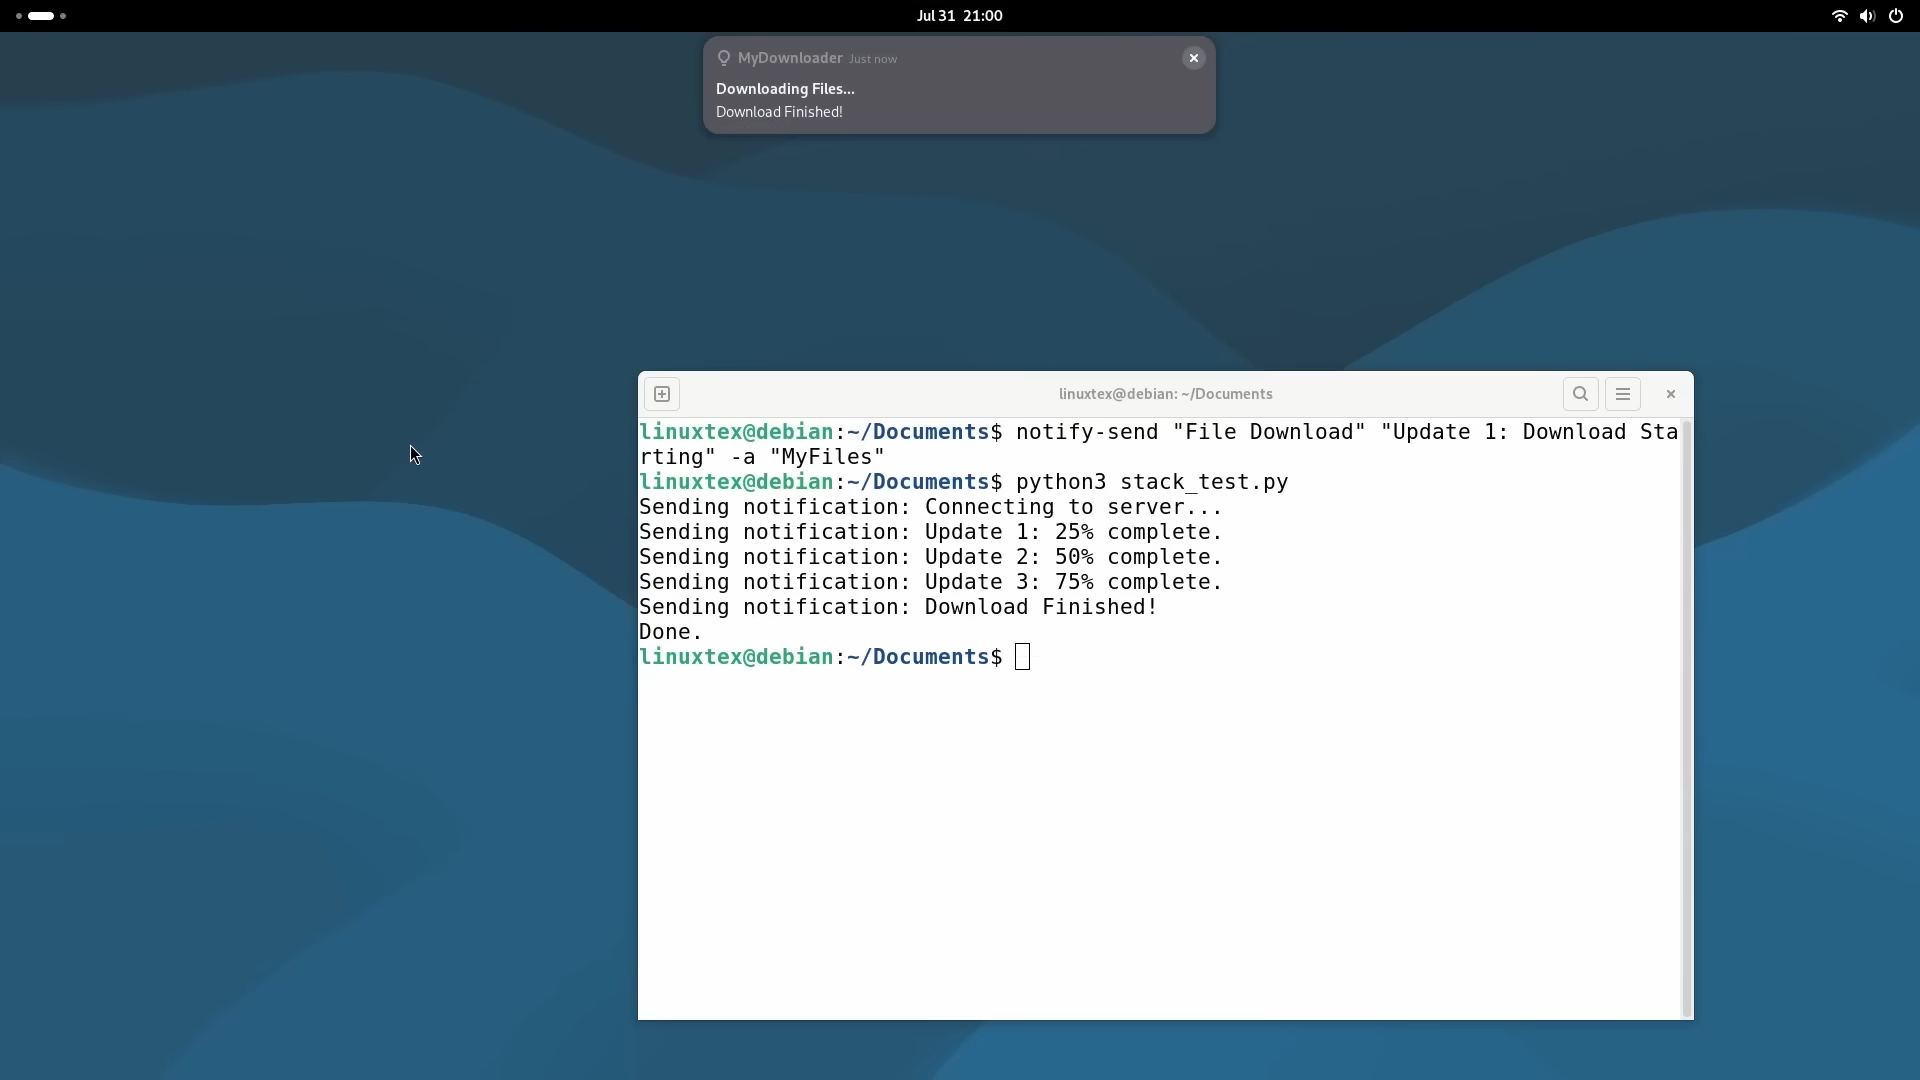 Jul 31 21:00
MyDownloader Just now
Downloading Files...
Download Finished!
linuxtex@debian: ~/Documents
linuxtex@debian:~/Documents$ notify-send "File Download" "Update 1: Download Sta
rting" -a "MyFiles"
linuxtex@debian:~/Documents$ python3 stack_test.py
Sending notification: Connecting to server...
Sending notification: Update 1: 25% complete.
Sending notification: Update 2: 50% complete.
Sending notification: Update 3: 75% complete.
Sending notification: Download Finished!
Done.
linuxtex@debian:~/Documents$